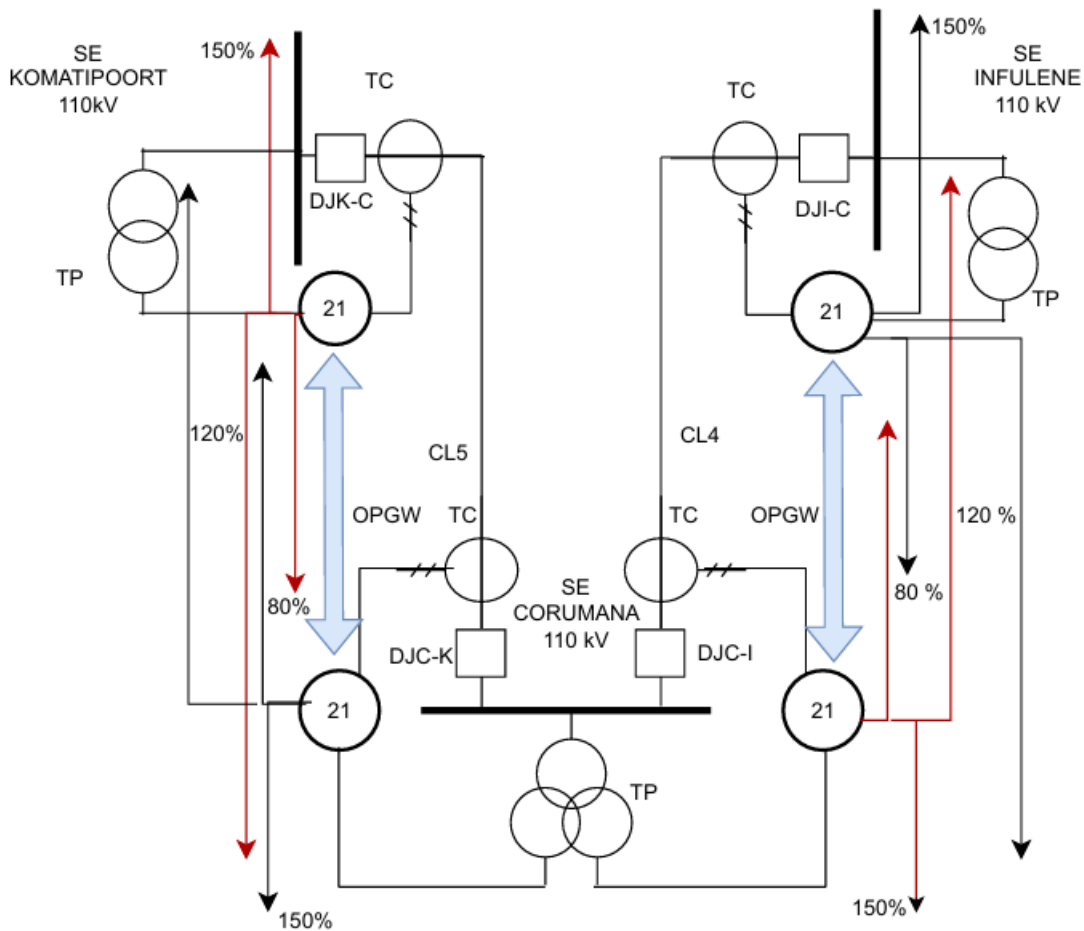 SE
KOMATIPOORT
110kV
150%
TC
TC
150%
SE
INFULENE
110 kV
DJK-C
DJI-C
TP
TP
21
21
120%
CL5
CL4
OPGW
TC
TC
OPGW
120 %
80%
80 %
SE
CORUMANA
110 kV
DJC-K
DJC-I
21
21
TP
150%
150%